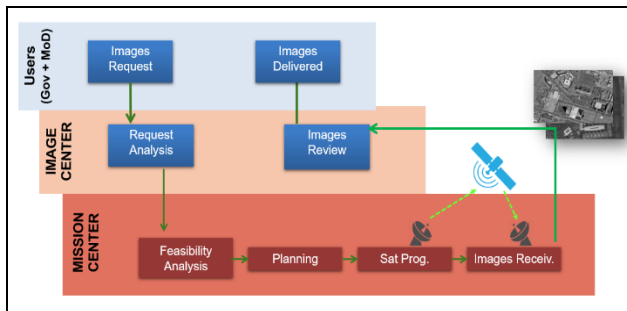 Users
(Gov + MoD)
Images
Request
Images
Delivered
IMAGE
CENTER
Request
Analysis
Images
Review
MISSION
CENTER
Feasibility
Analysis
Planning
Sat Prog.
Images Receiv.